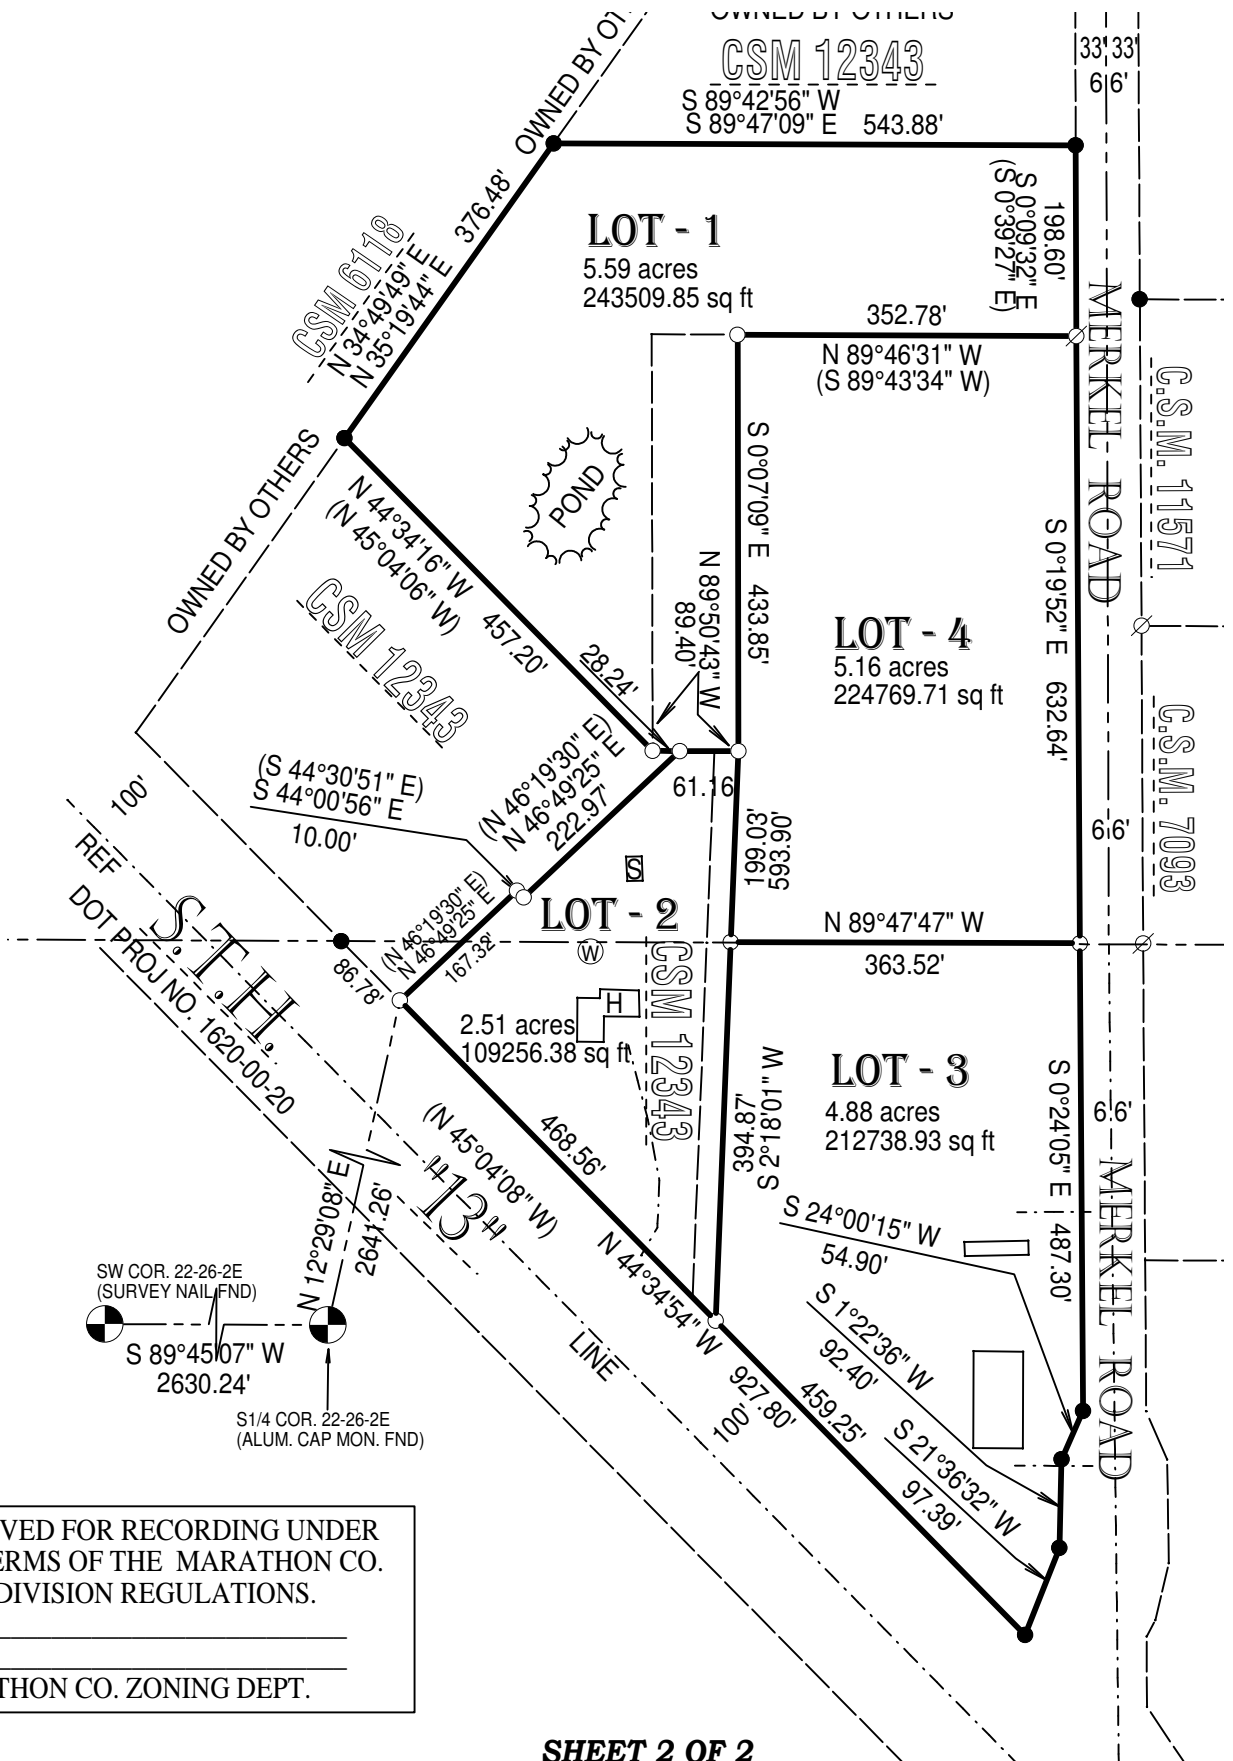 OWNED BY OTHERS
CSM 12343
S 89°42'56" W
S 89°47'09" E 543.88'
33' 33'
66'
OWNED BY OT
376.48'
CSM 6118
N 34°49'49" E
N 35°19'44" E
LOT - 1
5.59 acres
243509.85 sq ft
198.60'
S 0°09'32" E
(S 0°39'27" E)
352.78'
N 89°46'31" W
(S 89°43'34" W)
MERKEL ROAD
C.S.M. 11571
OWNED BY OTHERS
N 44°34'16" W
(N 45°04'06" W)
457.20'
POND
S 0°07'09" E 433.85'
N 89°50'43" W
89.40'
28.24'
S 0°19'52" E 632.64'
LOT - 4
5.16 acres
224769.71 sq ft
CSM 12343
C.S.M. 7093
(S 44°30'51" E)
S 44°00'56" E
10.00'
(N 46°19'30" E)
N 46°49'25" E
222.97'
61.16
199.03'
593.90'
66'
100'
REF
DOT PROJ NO. 1620-00-20
S.T.H.
S
LOT - 2
W
N 89°47'47" W
363.52'
86.78'
(N 46°19'30" E)
N 46°49'25" E
167.32'
H
2.51 acres
109256.38 sq ft
CSM 12343
LOT - 3
4.88 acres
212738.93 sq ft
394.87'
S 2°18'01" W
S 0°24'05" E 487.30'
66'
MERKEL ROAD
468.56'
(N 45°04'08" W)
"13"
N 44°34'54" W
927.80'
LINE
100'
459.25'
S 24°00'15" W
54.90'
S 1°22'36" W
92.40'
S 21°36'32" W
97.39'
N 12°29'08" E
2641.26'
SW COR. 22-26-2E
(SURVEY NAIL FND)
S 89°45'07" W
2630.24'
S1/4 COR. 22-26-2E
(ALUM. CAP MON. FND)
VED FOR RECORDING UNDER
ERMS OF THE MARATHON CO.
DIVISION REGULATIONS.
THON CO. ZONING DEPT.
SHEET 2 OF 2